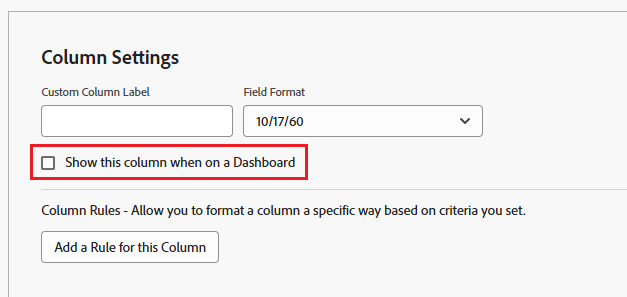 Column Settings
Custom Column Label
Field Format
10/17/60
Show this column when on a Dashboard
Column Rules - Allow you to format a column a specific way based on criteria you set.
Add a Rule for this Column